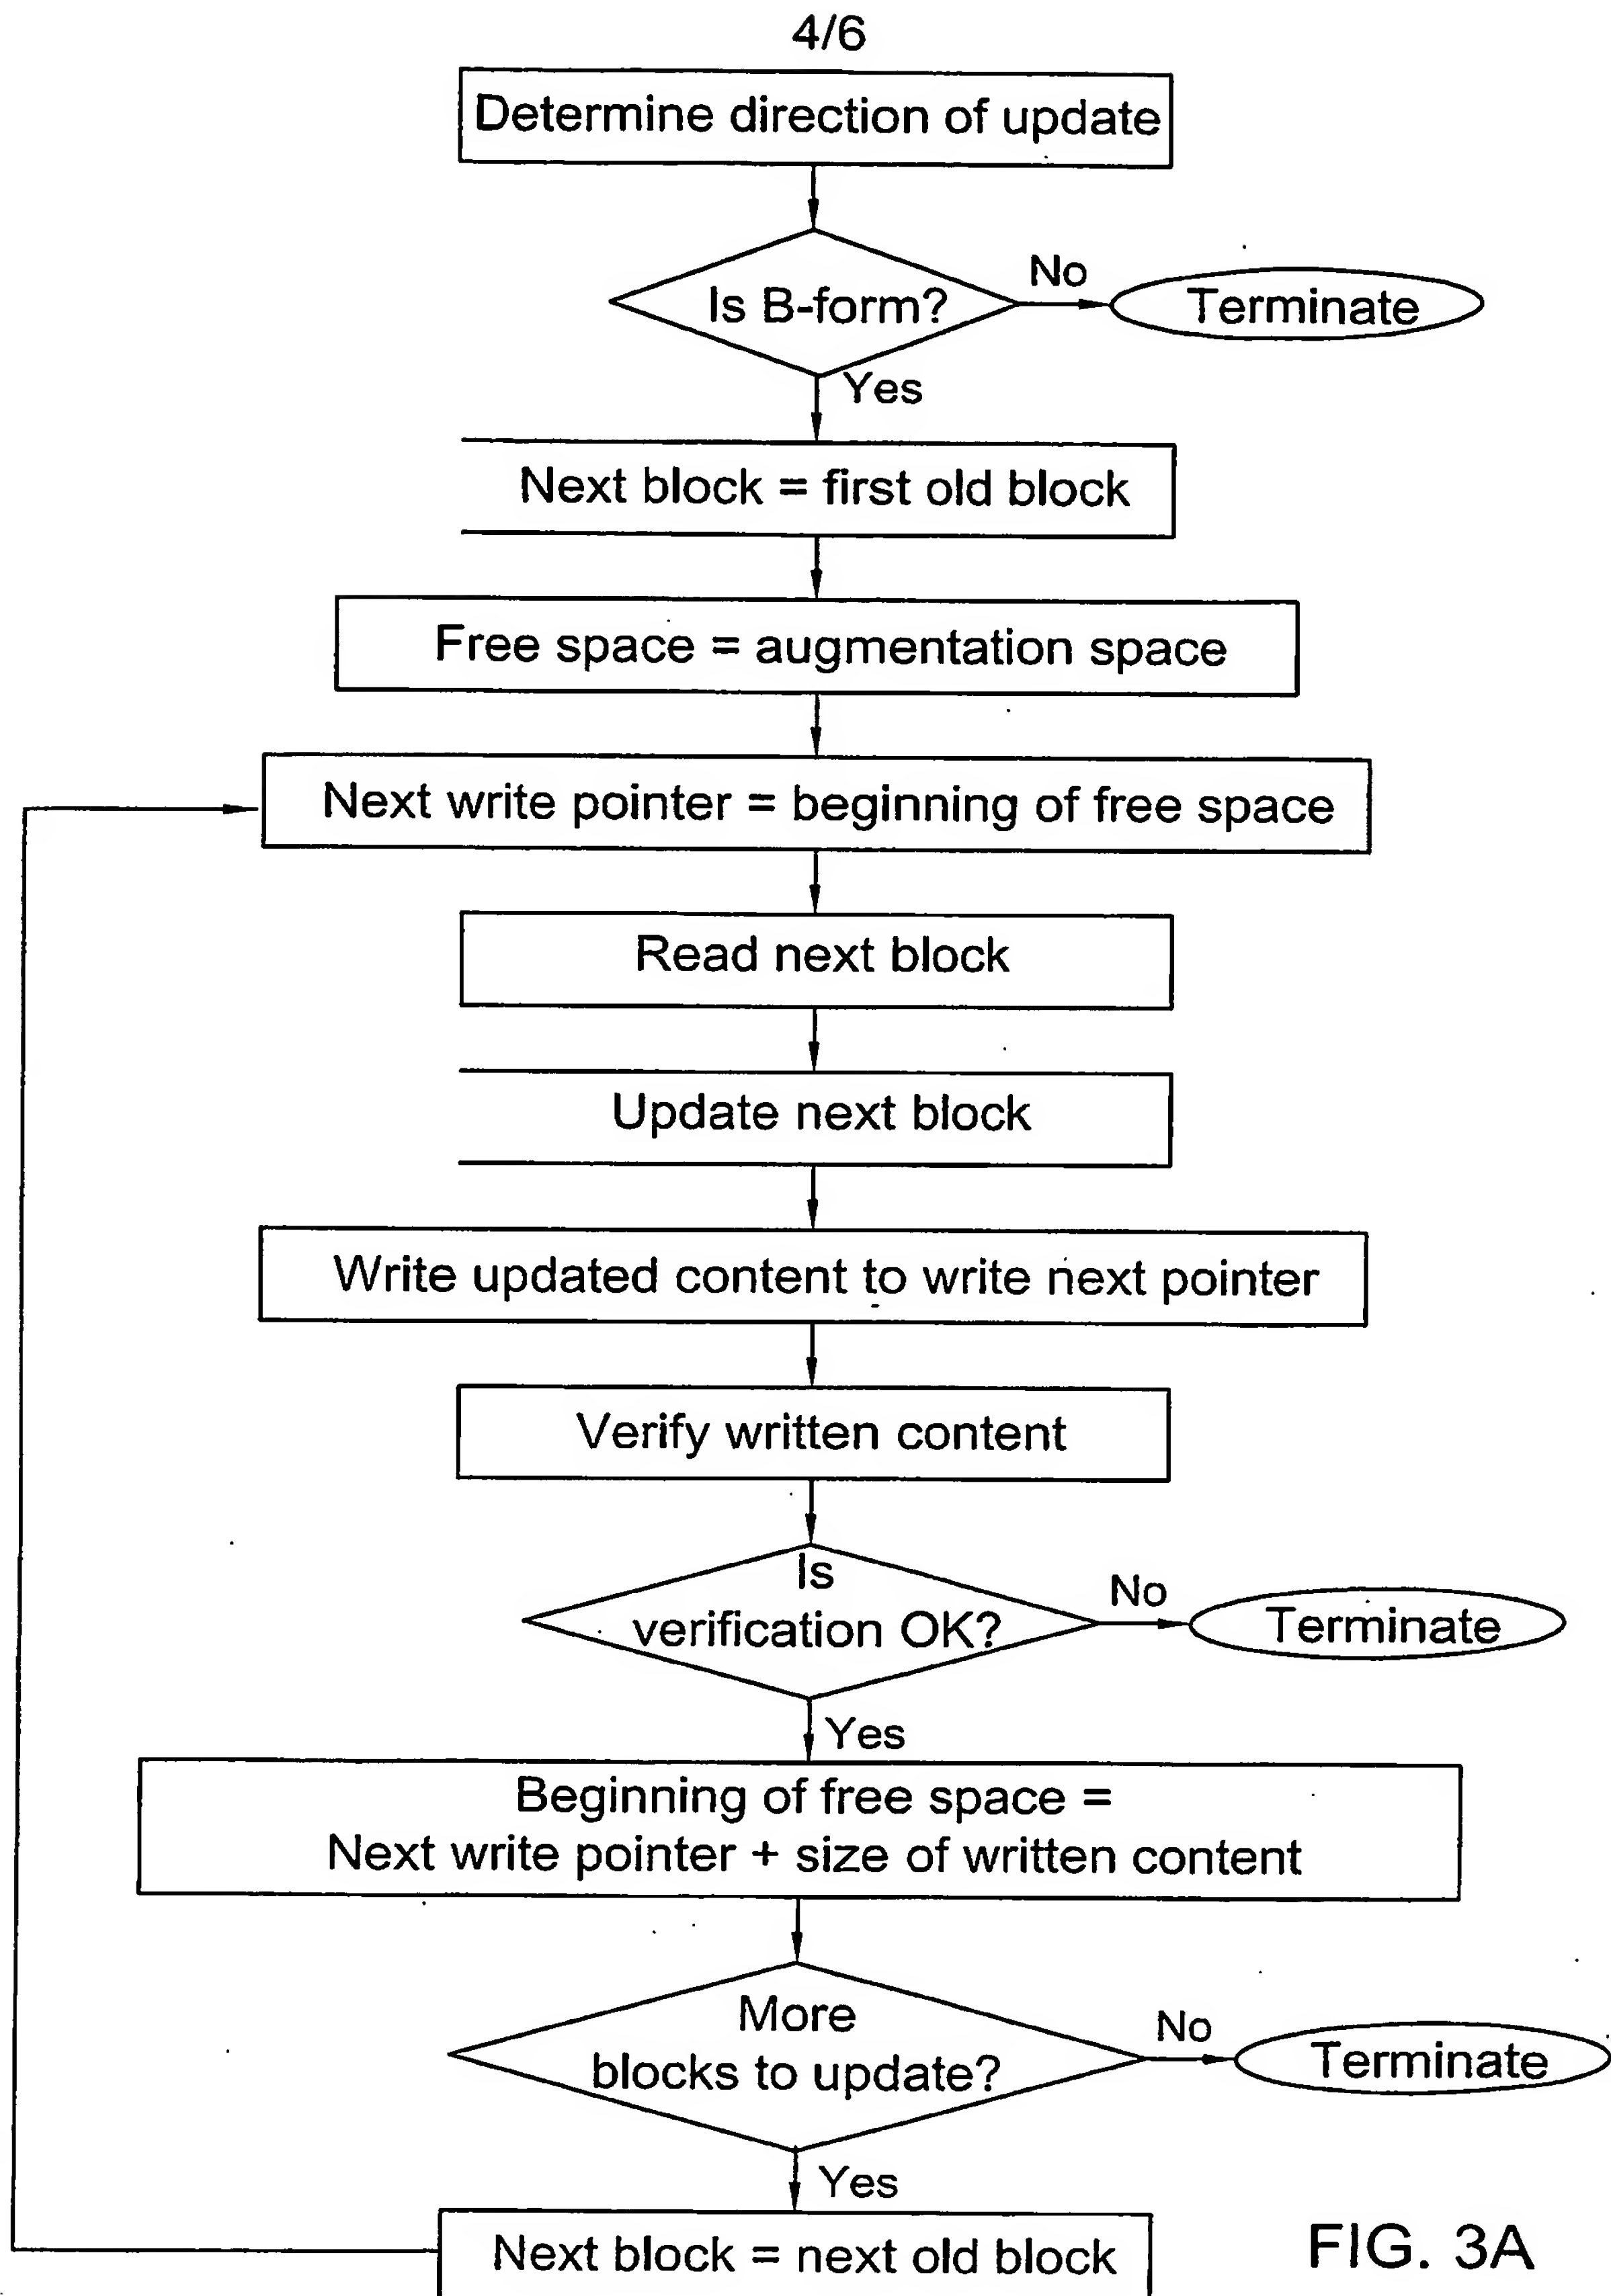 4/6
Determine direction of update
Is B-form?
No
Terminate
Yes
Next block = first old block
Free space = augmentation space
Next write pointer = beginning of free space
Read next block
Update next block
Write updated content to write next pointer
Verify written content
Is
verification OK?
No
Terminate
Yes
Beginning of free space =
Next write pointer + size of written content
More
blocks to update?
No
Terminate
Yes
Next block = next old block
FIG. 3A